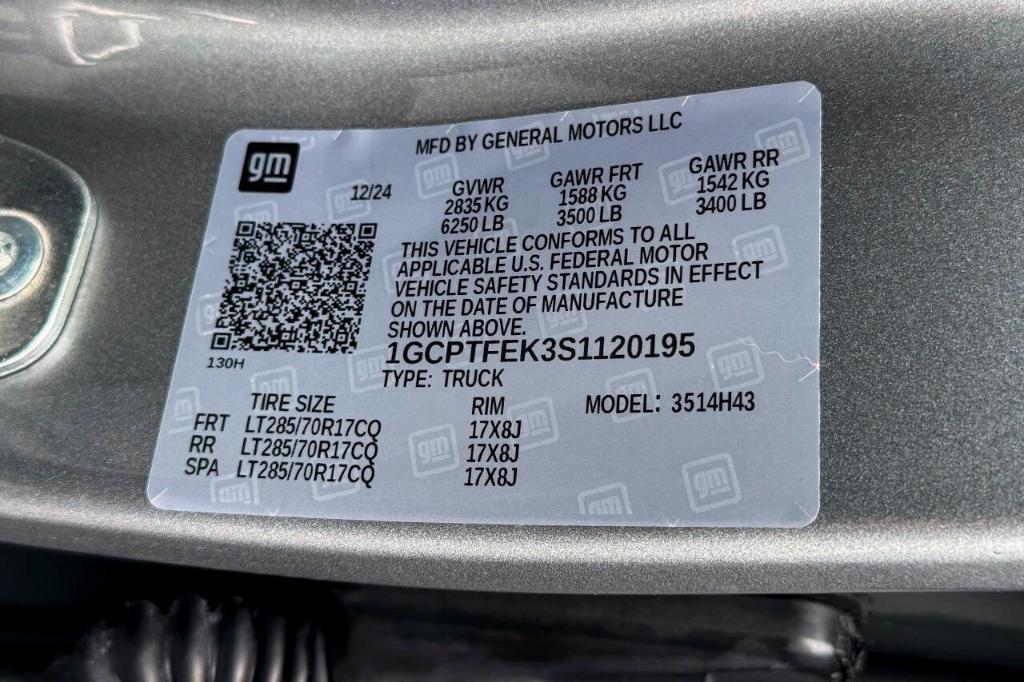 MFD BY GENERAL MOTORS LLC
gm
12/24
GVWR GAWR FRT GAWR RR
2835 KG 1588 KG 1542 KG
6250 LB 3500 LB 3400 LB
THIS VEHICLE CONFORMS TO ALL
APPLICABLE U.S. FEDERAL MOTOR
VEHICLE SAFETY STANDARDS IN EFFECT
ON THE DATE OF MANUFACTURE
SHOWN ABOVE.
130H
1GCPTFEK3S1120195
TYPE: TRUCK
TIRE SIZE RIM MODEL: 3514H43
FRT LT285/70R17CQ 17X8J
RR LT285/70R17CQ 17X8J
SPA LT285/70R17CQ 17X8J